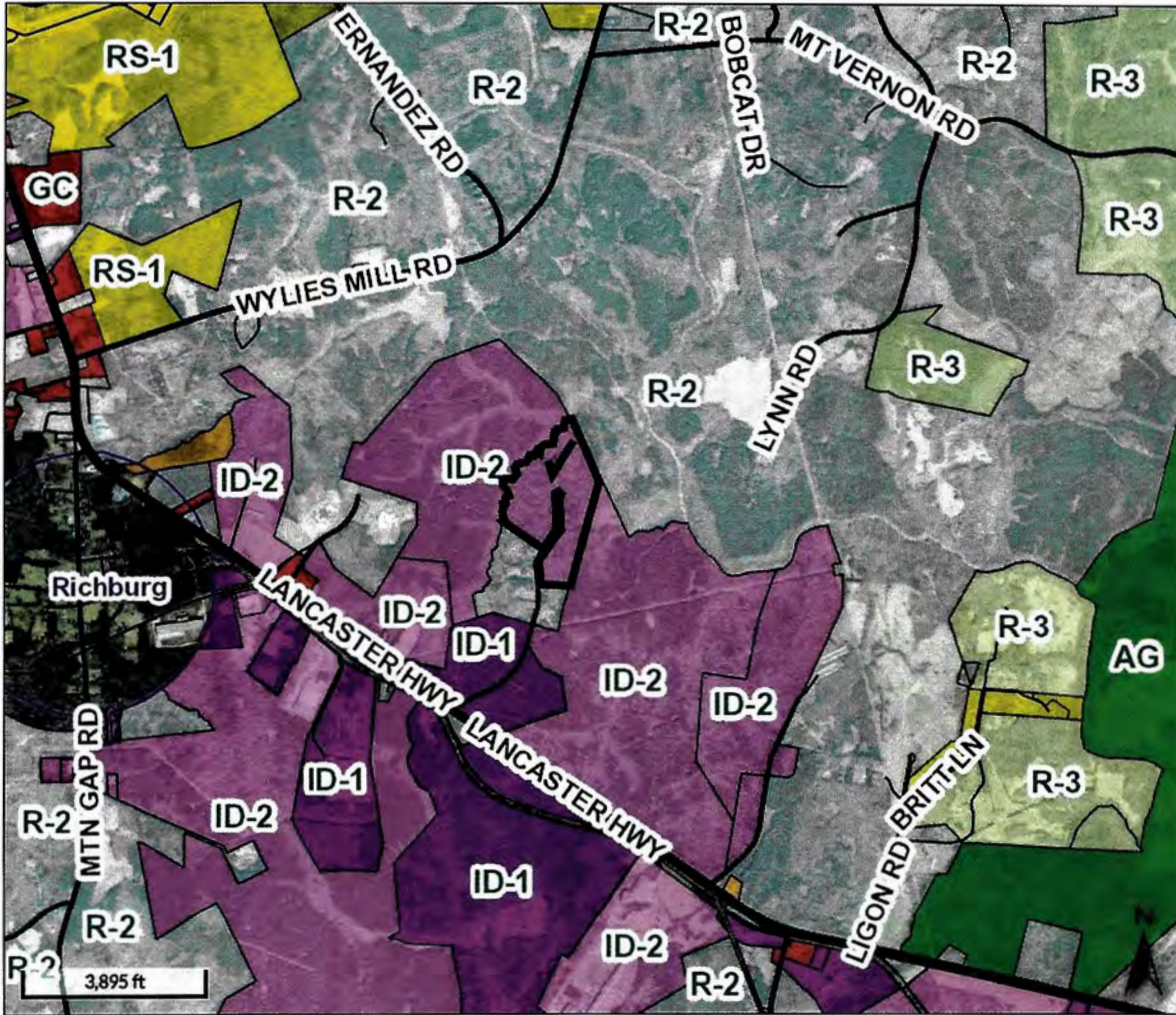 RS-1
ERNANDEZ RD
R-2
R-2
BOBCAT DR
MT VERNON RD
R-2
R-3
GC
R-2
R-3
RS-1
WYLIES MILL RD
R-3
R-2
LYNN RD
ID-2
ID-2
Richburg
LANCASTER HWY
ID-2
ID-1
R-3
AG
ID-2
ID-2
LANCASTER HWY
MTN GAP RD
ID-1
BRITT LN
R-3
R-2
ID-2
ID-1
LIGON RD
R-2
ID-2
R-2
R-2
N
3,895 ft